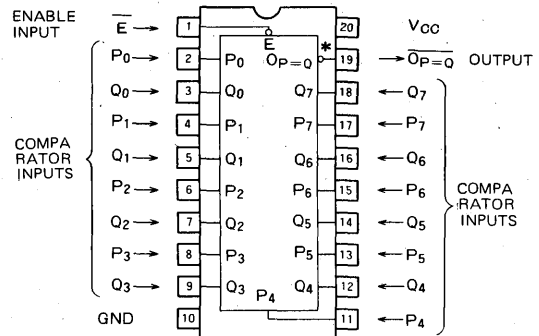 ENABLE INPUT
E̅ → 1 E 20 VCC
P0 → 2 P0 OP=Q * 19 → O̅P=Q OUTPUT
Q0 → 3 Q0 Q7 18 ← Q7
P1 → 4 P1 P7 17 ← P7
Q1 → 5 Q1 Q6 16 ← Q6
P2 → 6 P2 P6 15 ← P6
Q2 → 7 Q2 Q5 14 ← Q5
P3 → 8 P3 P5 13 ← P5
Q3 → 9 Q3 Q4 12 ← Q4
GND 10 P4 11 ← P4
COMPA
RATOR
INPUTS
COMPA
RATOR
INPUTS